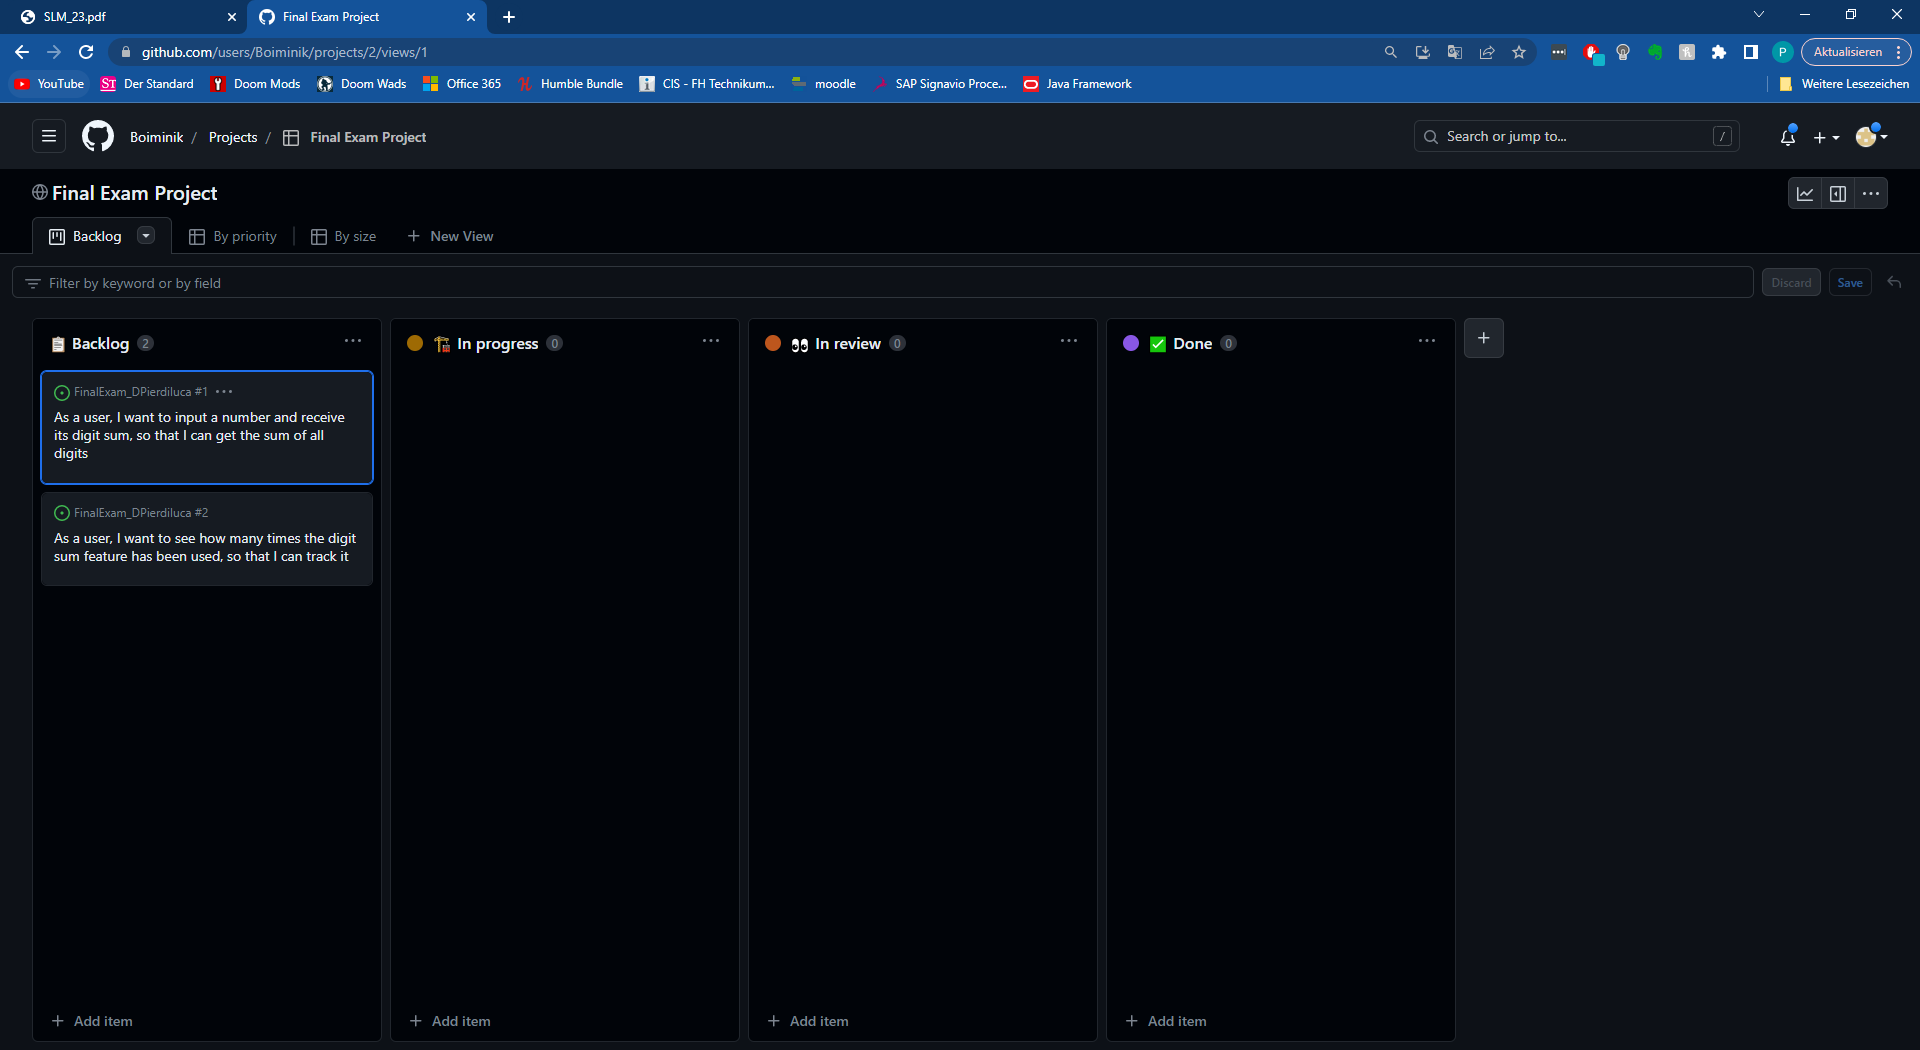 SLM_23.pdf
Final Exam Project
github.com/users/Boiminik/projects/2/views/1
P
Aktualisieren
YouTube
ST Der Standard
Doom Mods
Doom Wads
Office 365
Humble Bundle
CIS - FH Technikum...
moodle
SAP Signavio Proce...
Java Framework
Weitere Lesezeichen
Boiminik / Projects / Final Exam Project
Search or jump to...
/
Final Exam Project
Backlog
By priority
By size
New View
Filter by keyword or by field
Discard
Save
Backlog 2
FinalExam_DPierdiluca #1
As a user, I want to input a number and receive
its digit sum, so that I can get the sum of all
digits
FinalExam_DPierdiluca #2
As a user, I want to see how many times the digit
sum feature has been used, so that I can track it
Add item
In progress 0
Add item
In review 0
Add item
Done 0
Add item